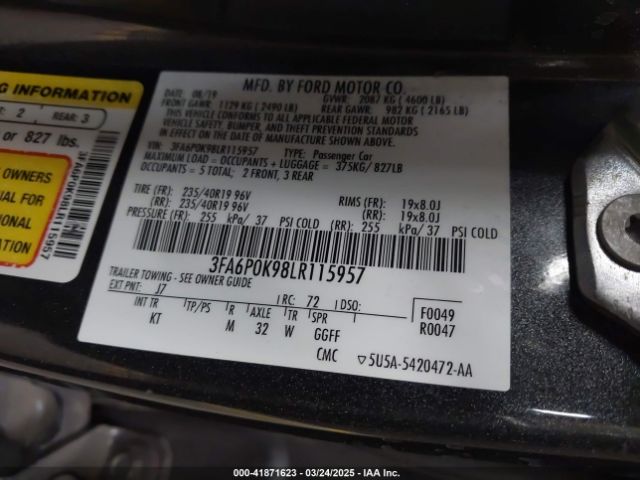 NG INFORMATION
: 2 REAR: 3
or 827 lbs.
OWNERS
NUAL FOR
TIONAL
ATION
3FA6P0K98LR115957
MFD. BY FORD MOTOR CO.
DATE: 08/19 GVWR: 2087 KG ( 4600 LB)
FRONT GAWR: 1129 KG ( 2490 LB) REAR GAWR: 982 KG ( 2165 LB)
THIS VEHICLE CONFORMS TO ALL APPLICABLE FEDERAL MOTOR
VEHICLE SAFETY, BUMPER, AND THEFT PREVENTION STANDARDS
IN EFFECT ON THE DATE OF MANUFACTURE SHOWN ABOVE.
VIN: 3FA6P0K98LR115957 TYPE: Passenger Car
MAXIMUM LOAD = OCCUPANTS + LUGGAGE = 375KG/ 827LB
OCCUPANTS = 5 TOTAL; 2 FRONT, 3 REAR
TIRE (FR): 235/40R19 96V RIMS (FR): 19x8.0J
(RR): 235/40R19 96V (RR): 19x8.0J
PRESSURE (FR): 255 kPa/ 37 PSI COLD (RR): 255 kPa/ 37 PSI COLD
3FA6P0K98LR115957
TRAILER TOWING - SEE OWNER GUIDE
EXT PNT: J7 RC: 72 DSO: F0049
INT TR TP/PS R AXLE TR SPR R0047
KT M 32 W GGFF
CMC ▽5U5A-5420472-AA
000-41871623 — 03/24/2025 — IAA Inc.